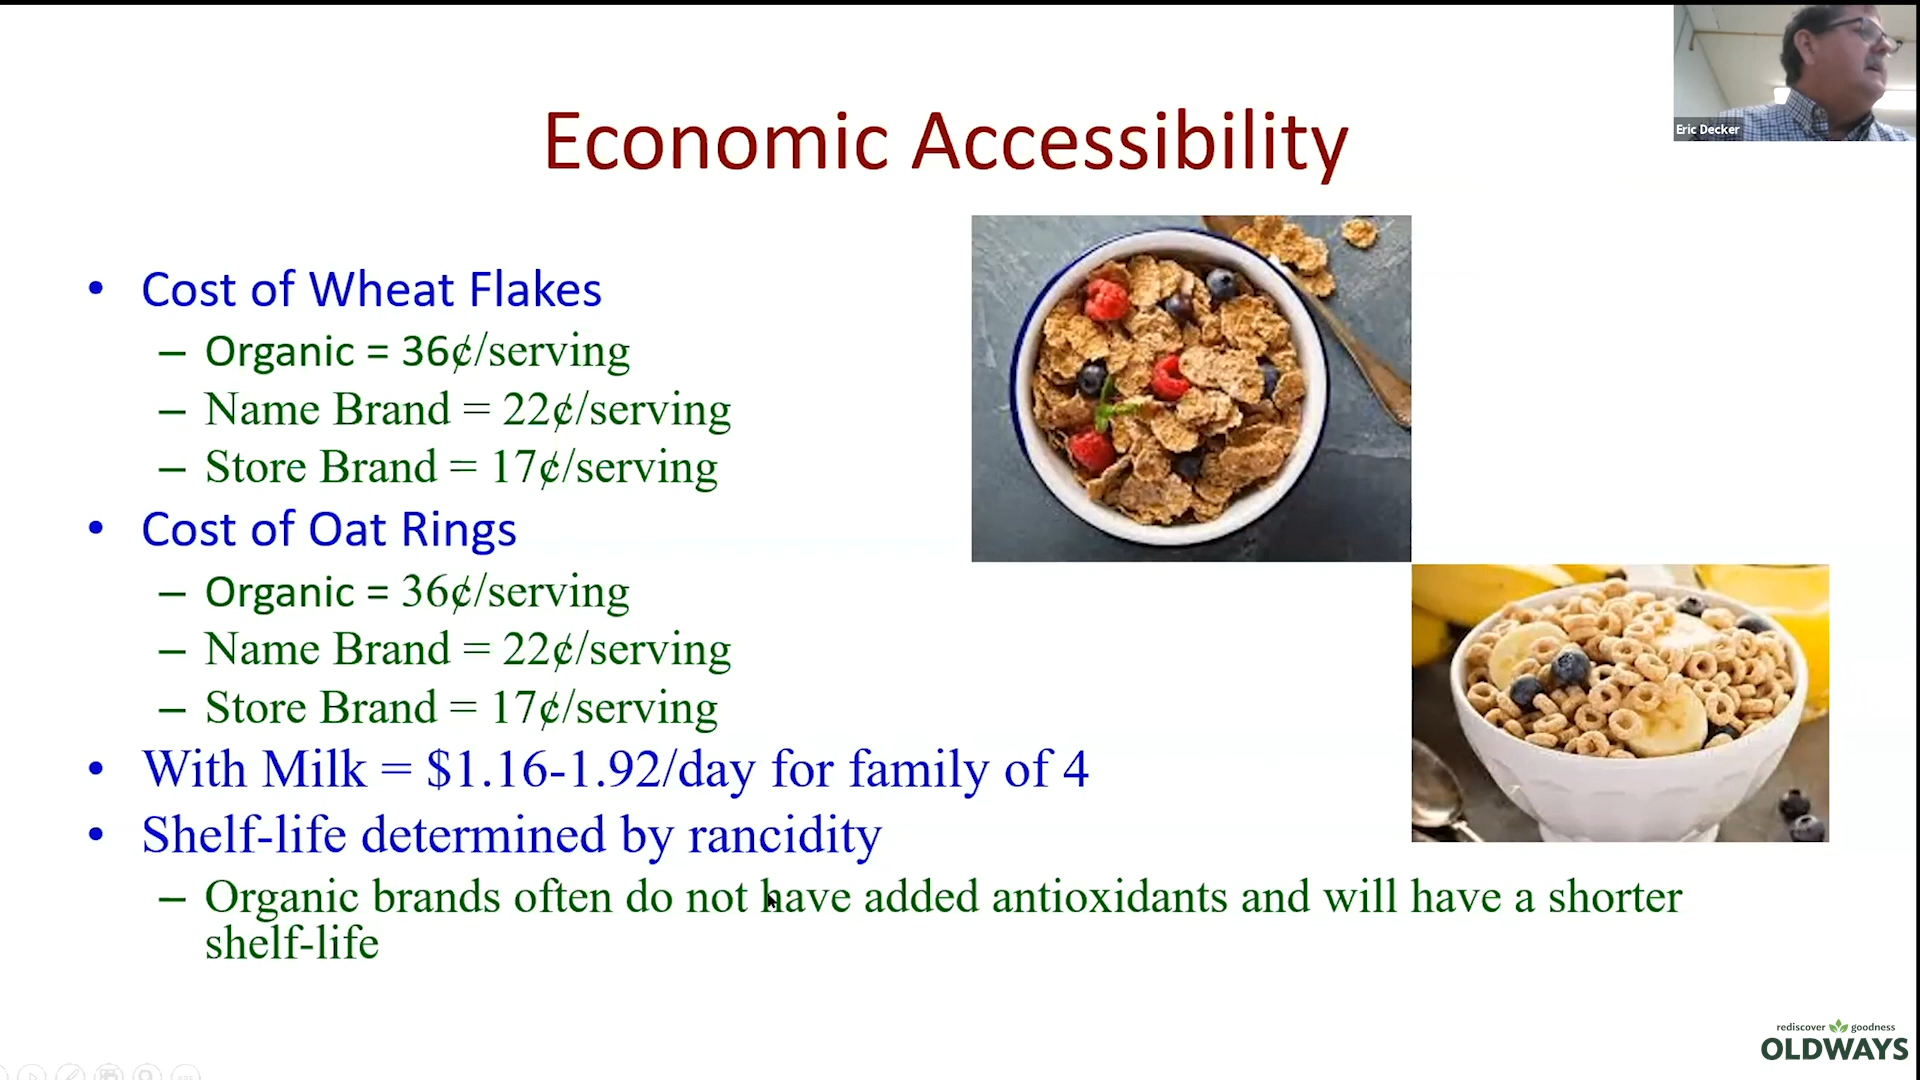 Economic Accessibility
Eric Decker
• Cost of Wheat Flakes
– Organic = 36¢/serving
– Name Brand = 22¢/serving
– Store Brand = 17¢/serving
• Cost of Oat Rings
– Organic = 36¢/serving
– Name Brand = 22¢/serving
– Store Brand = 17¢/serving
• With Milk = $1.16-1.92/day for family of 4
• Shelf-life determined by rancidity
– Organic brands often do not have added antioxidants and will have a shorter
shelf-life
rediscover goodness
OLDWAYS